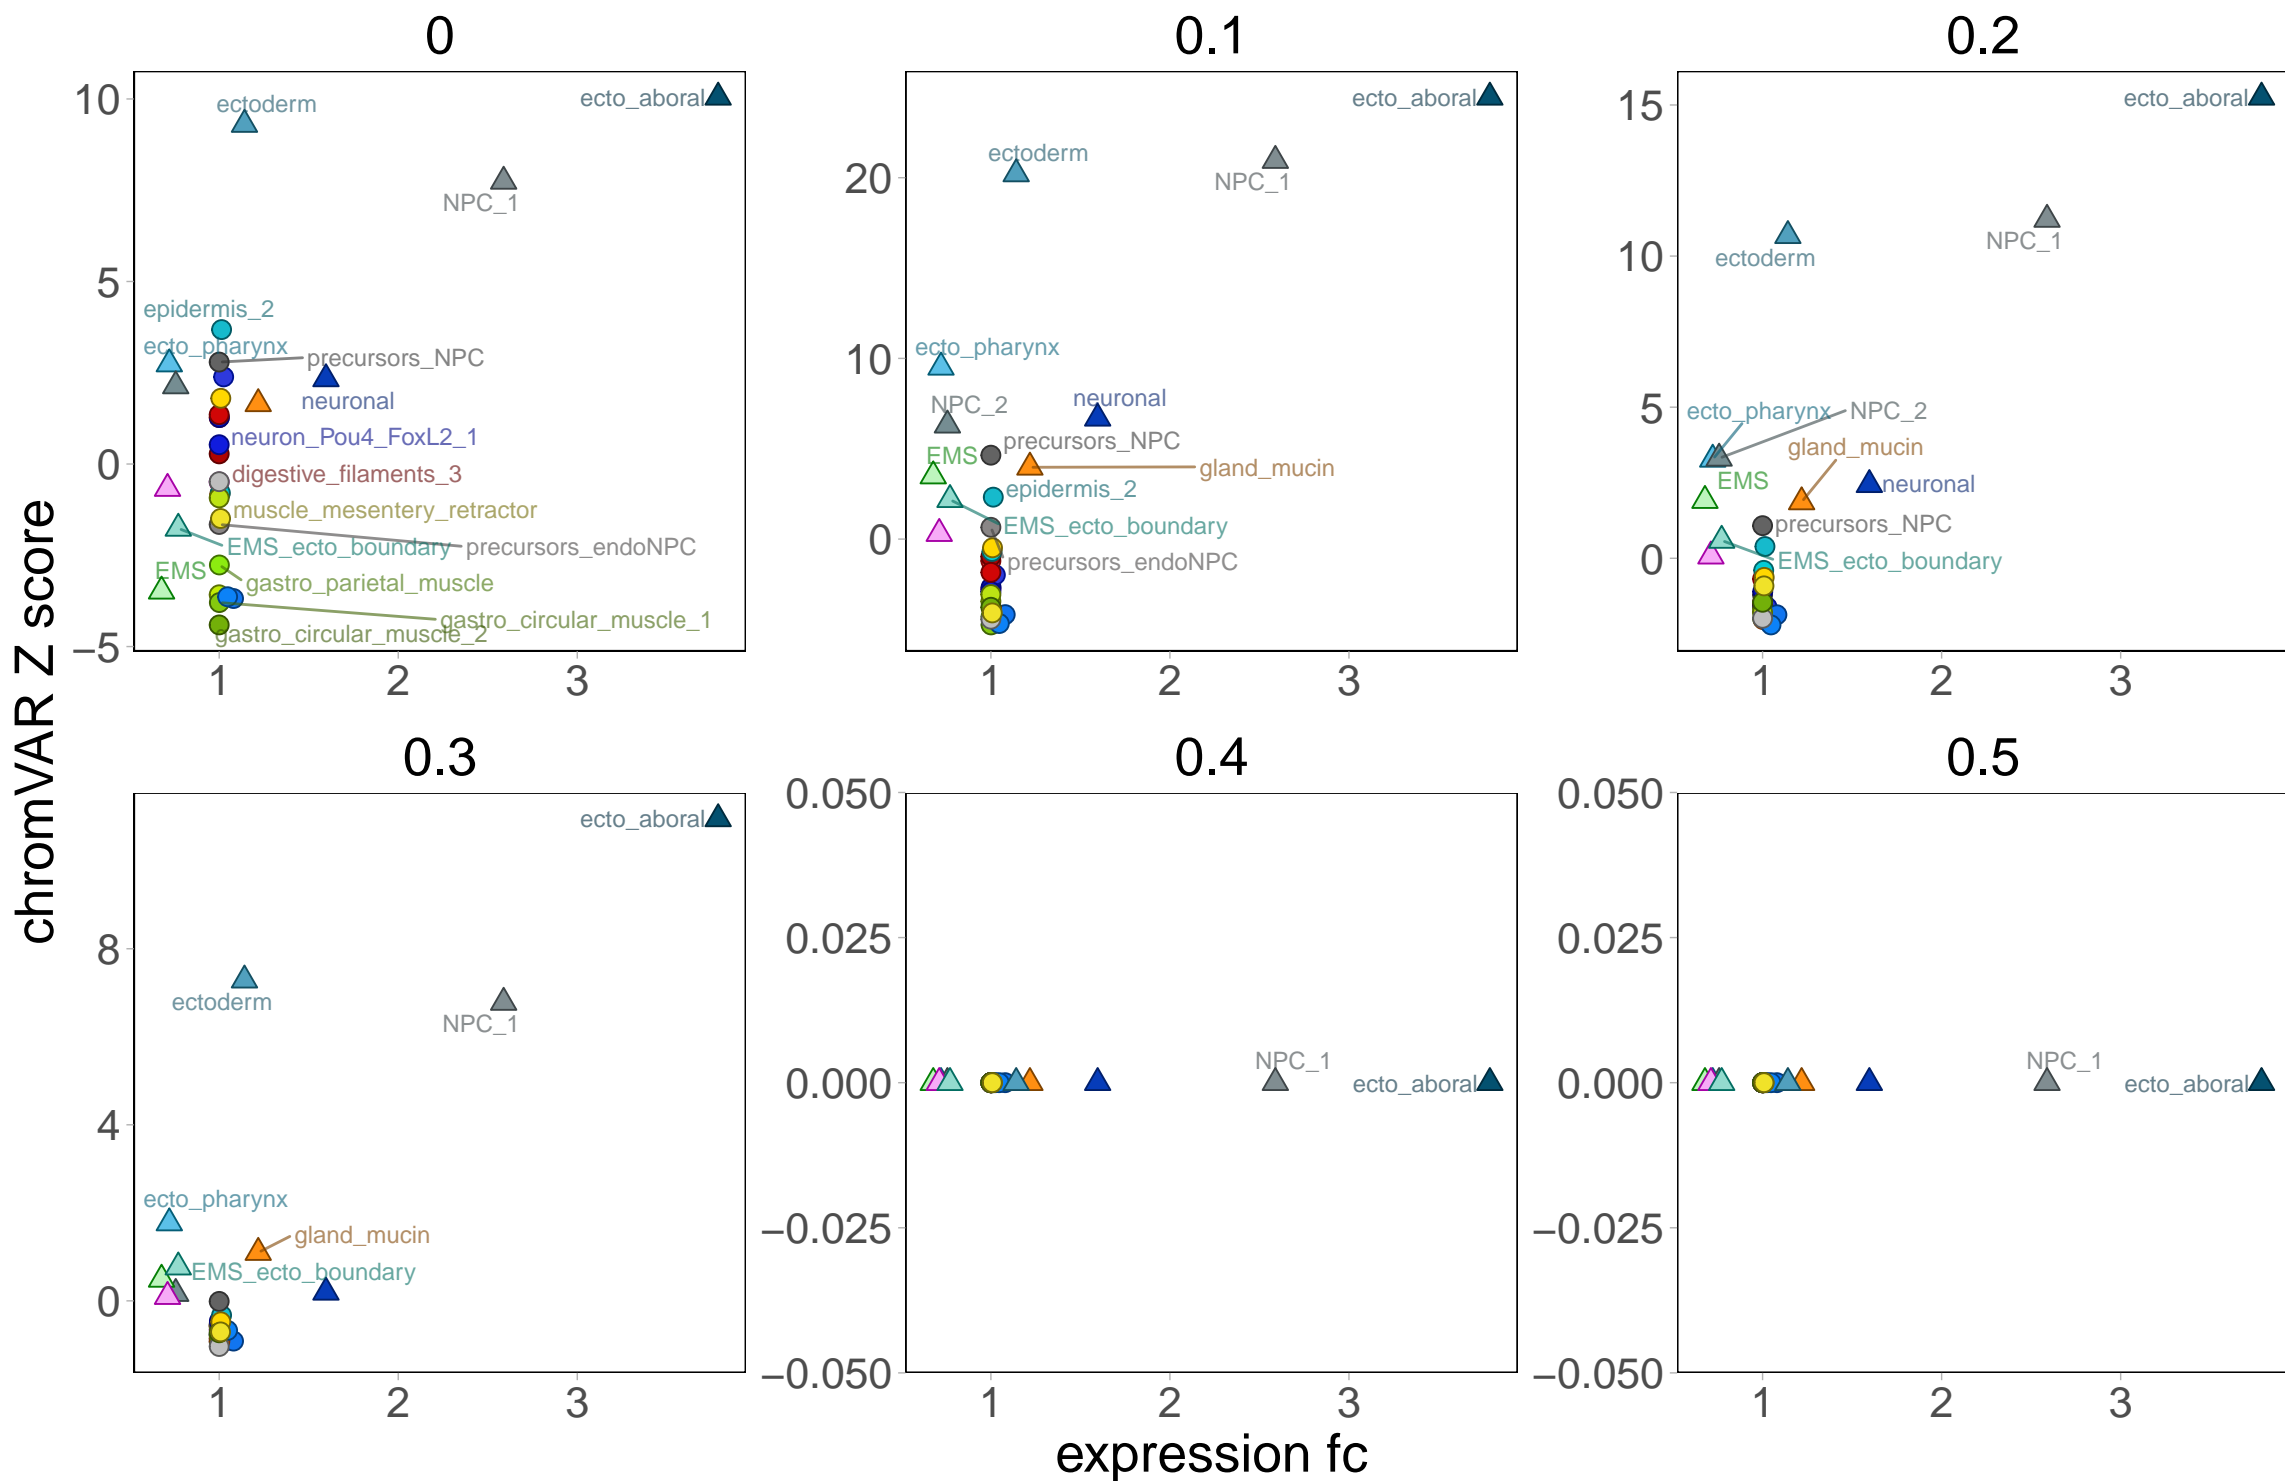 0
0.1
0.2
10
5
0
−5
ectoderm
ecto_aboral
NPC_1
epidermis_2
ecto_pharynx
precursors_NPC
neuronal
neuron_Pou4_FoxL2_1
digestive_filaments_3
muscle_mesentery_retractor
EMS_ecto_boundary
precursors_endoNPC
EMS
gastro_parietal_muscle
gastro_circular_muscle_1
gastro_circular_muscle_2
1
2
3
20
10
0
ecto_aboral
ectoderm
NPC_1
ecto_pharynx
NPC_2
neuronal
precursors_NPC
EMS
gland_mucin
epidermis_2
EMS_ecto_boundary
precursors_endoNPC
1
2
3
15
10
5
0
ecto_aboral
NPC_1
ectoderm
ecto_pharynx
NPC_2
gland_mucin
EMS
neuronal
precursors_NPC
EMS_ecto_boundary
1
2
3
chromVAR Z score
0.3
0.4
0.5
8
4
0
ecto_aboral
ectoderm
NPC_1
ecto_pharynx
gland_mucin
EMS_ecto_boundary
1
2
3
0.050
0.025
0.000
−0.025
−0.050
NPC_1
ecto_aboral
1
2
3
0.050
0.025
0.000
−0.025
−0.050
NPC_1
ecto_aboral
1
2
3
expression fc